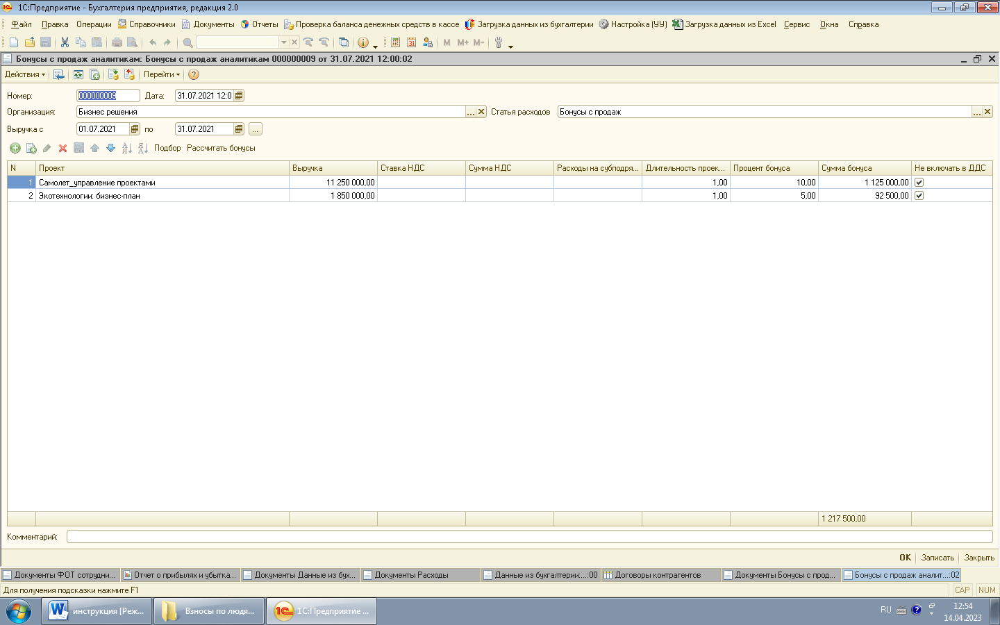 1С:Предприятие - Бухгалтерия предприятия, редакция 2.0
Файл Правка Операции Справочники Документы Отчеты Проверка баланса денежных средств в кассе Загрузка данных из бухгалтерии Настройка (УУ) Загрузка данных из Excel Сервис Окна Справка
M M+ M-
Бонусы с продаж аналитикам: Бонусы с продаж аналитикам 000000009 от 31.07.2021 12:00:02
Действия Перейти
Номер: 000000009 Дата: 31.07.2021 12:0
Организация: Бизнес решения ... Статья расходов Бонусы с продаж ...
Выручка с 01.07.2021 по 31.07.2021 ...
Подбор Рассчитать бонусы
N Проект Выручка Ставка НДС Сумма НДС Расходы на субподря... Длительность проек... Процент бонуса Сумма бонуса Не включать в ДДС
1 Самолет_управление проектами 11 250 000,00 1,00 10,00 1 125 000,00
2 Экотехнологии: бизнес-план 1 850 000,00 1,00 5,00 92 500,00
1 217 500,00
Комментарий:
OK Записать Закрыть
Документы ФОТ сотрудни... Отчет о прибылях и убытка... Документы Данные из бух... Документы Расходы Данные из бухгалтерии:...:00 Договоры контрагентов Документы Бонусы с прод... Бонусы с продаж аналит...:02
Для получения подсказки нажмите F1 CAP NUM
инструкция [Реж... Взносы по людя... 1С:Предприятие ... RU 12:54
14.04.2023